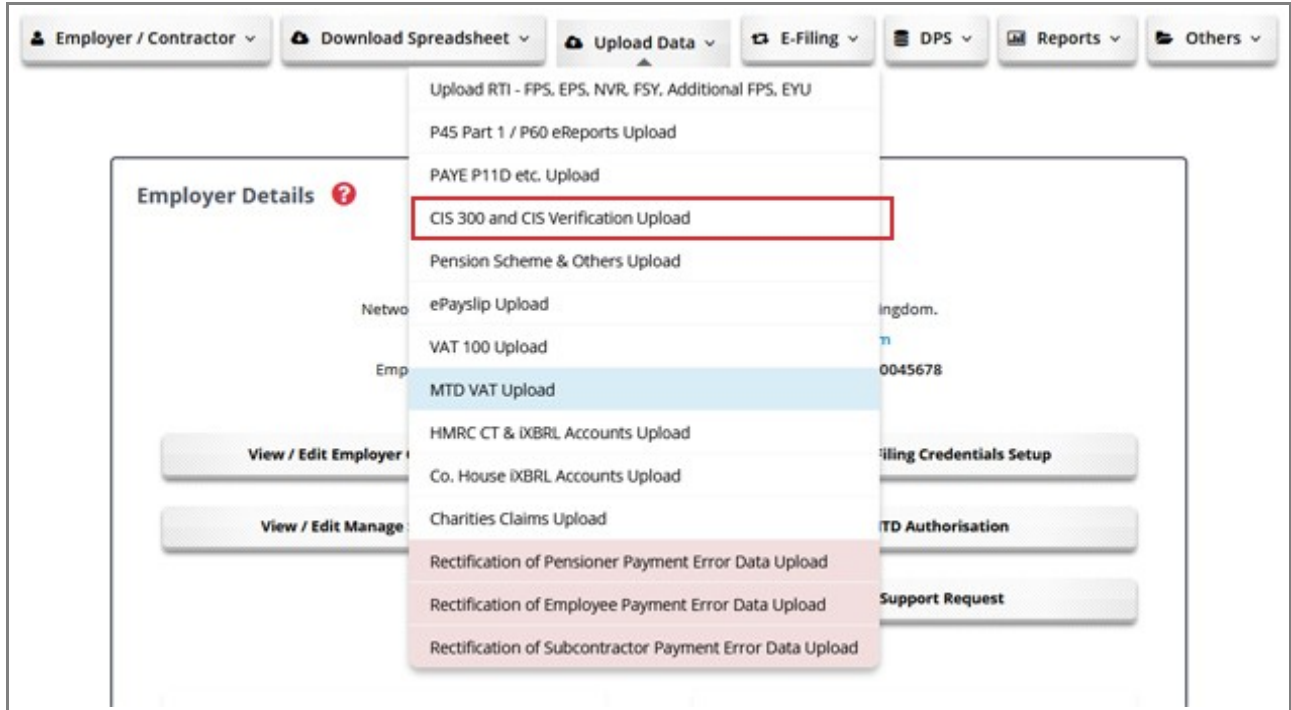 Employer / Contractor
Download Spreadsheet
Upload Data
E-Filing
DPS
Reports
Others
Upload RTI - FPS, EPS, NVR, FSY, Additional FPS, EYU
P45 Part 1 / P60 eReports Upload
PAYE P11D etc. Upload
Employer Details ?
CIS 300 and CIS Verification Upload
Pension Scheme & Others Upload
ePayslip Upload
VAT 100 Upload
0045678
MTD VAT Upload
HMRC CT & iXBRL Accounts Upload
View / Edit Employer
Filing Credentials Setup
Co. House iXBRL Accounts Upload
Charities Claims Upload
View / Edit Manage
Authorisation
Rectification of Pensioner Payment Error Data Upload
Rectification of Employee Payment Error Data Upload
Support Request
Rectification of Subcontractor Payment Error Data Upload